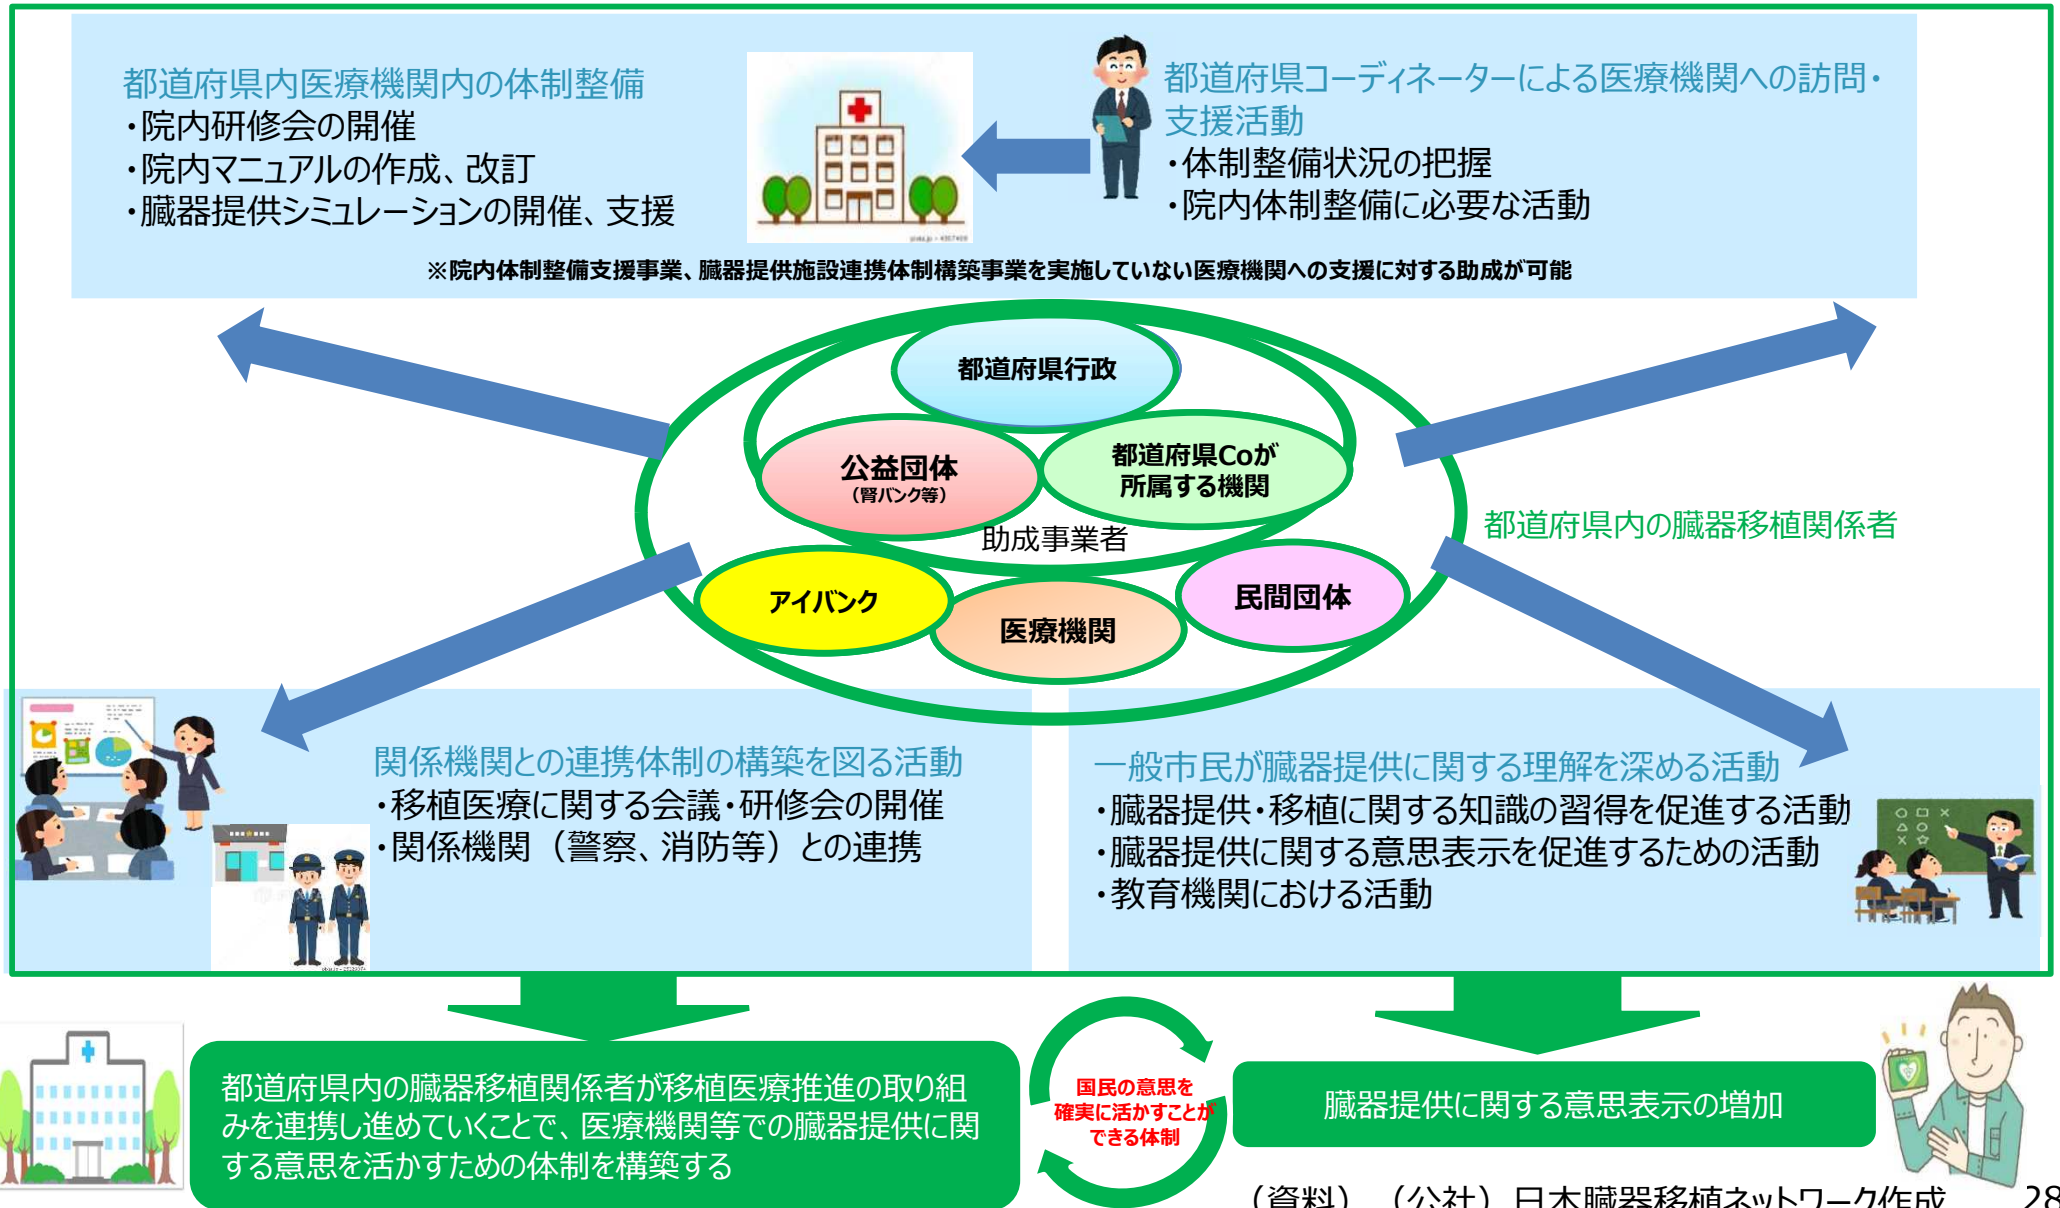 都道府県内医療機関内の体制整備
・院内研修会の開催
・院内マニュアルの作成、改訂
・臓器提供シミュレーションの開催、支援
都道府県コーディネーターによる医療機関への訪問・
支援活動
・体制整備状況の把握
・院内体制整備に必要な活動
※院内体制整備支援事業、臓器提供施設連携体制構築事業を実施していない医療機関への支援に対する助成が可能
都道府県行政
公益団体
（腎バンク等）
都道府県Coが
所属する機関
助成事業者
都道府県内の臓器移植関係者
アイバンク
医療機関
民間団体
関係機関との連携体制の構築を図る活動
・移植医療に関する会議・研修会の開催
・関係機関（警察、消防等）との連携
一般市民が臓器提供に関する理解を深める活動
・臓器提供・移植に関する知識の習得を促進する活動
・臓器提供に関する意思表示を促進するための活動
・教育機関における活動
都道府県内の臓器移植関係者が移植医療推進の取り組
みを連携し進めていくことで、医療機関等での臓器提供に関
する意思を活かすための体制を構築する
国民の意思を
確実に活かすことが
できる体制
臓器提供に関する意思表示の増加
（資料）（公社）日本臓器移植ネットワーク作成
28